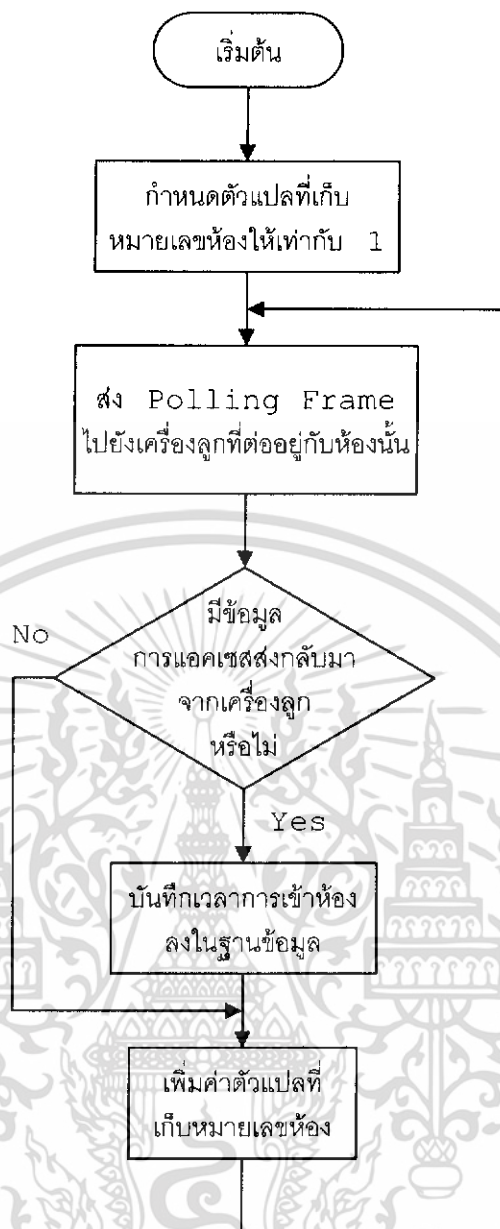 เริ่มต้น
กำหนดตัวแปลที่เก็บ
หมายเลขห้องให้เท่ากับ 1
ส่ง Polling Frame
ไปยังเครื่องลูกที่ต่ออยู่กับห้องนั้น
มีข้อมูล
การแอคเซสส่งกลับมา
จากเครื่องลูก
หรือไม่
No
Yes
บันทึกเวลาการเข้าห้อง
ลงในฐานข้อมูล
เพิ่มค่าตัวแปลที่
เก็บหมายเลขห้อง